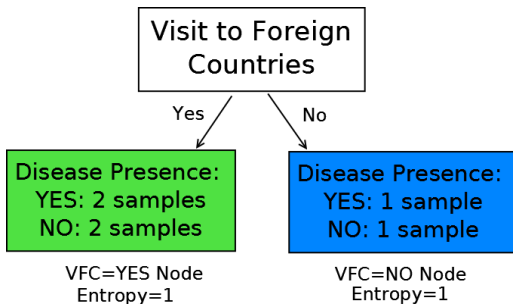 Visit to Foreign
Countries
Yes
No
Disease Presence:
YES: 2 samples
NO: 2 samples
Disease Presence:
YES: 1 sample
NO: 1 sample
VFC=YES Node
Entropy=1
VFC=NO Node
Entropy=1